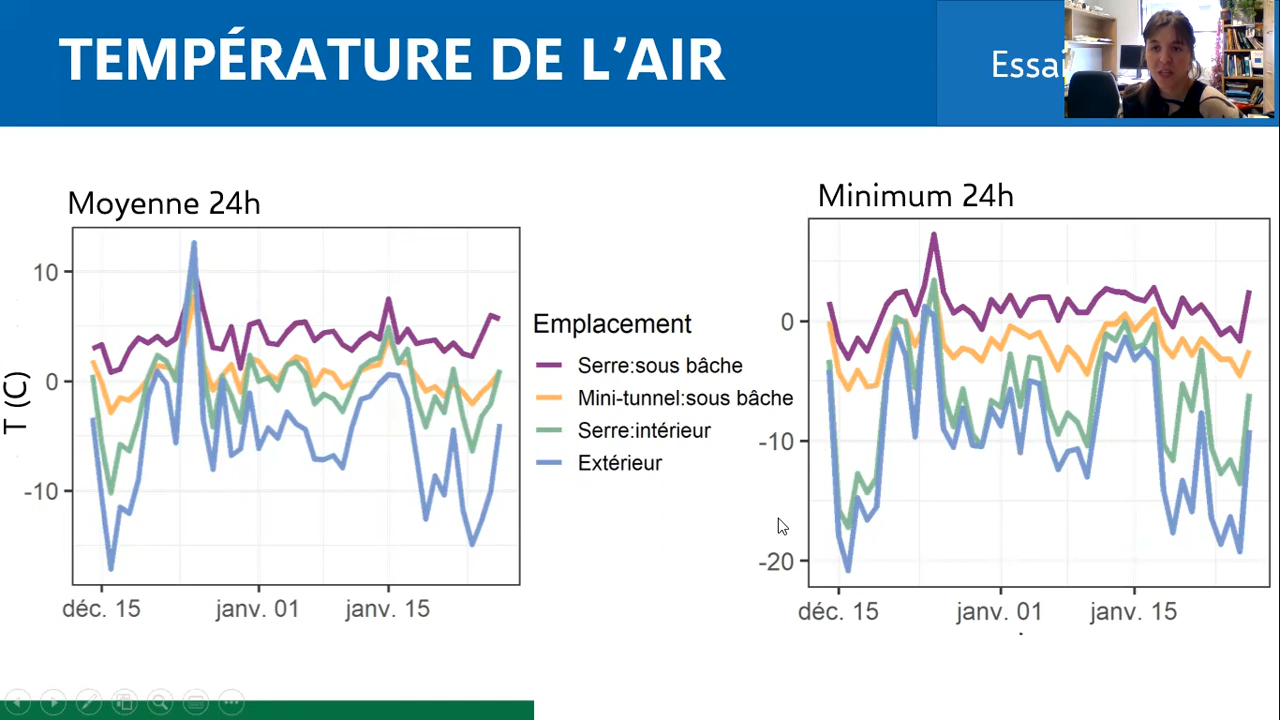 TEMPÉRATURE DE L’AIR
Essai
Moyenne 24h
Minimum 24h
T (C)
10
0
-10
déc. 15
janv. 01
janv. 15
Emplacement
Serre:sous bâche
Mini-tunnel:sous bâche
Serre:intérieur
Extérieur
0
-10
-20
déc. 15
janv. 01
janv. 15